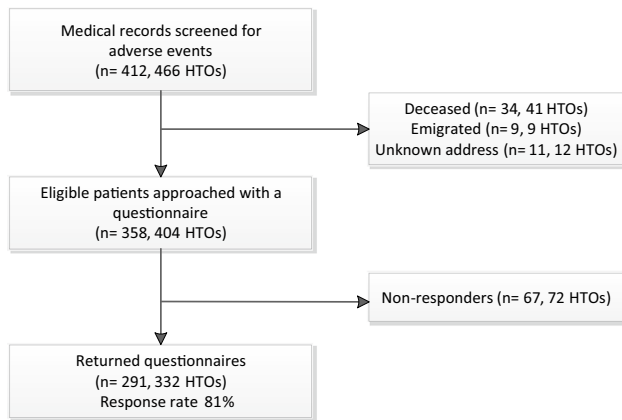 Medical records screened for
adverse events
(n= 412, 466 HTOs)
Deceased (n= 34, 41 HTOs)
Emigrated (n= 9, 9 HTOs)
Unknown address (n= 11, 12 HTOs)
Eligible patients approached with a
questionnaire
(n= 358, 404 HTOs)
Non-responders (n= 67, 72 HTOs)
Returned questionnaires
(n= 291, 332 HTOs)
Response rate 81%